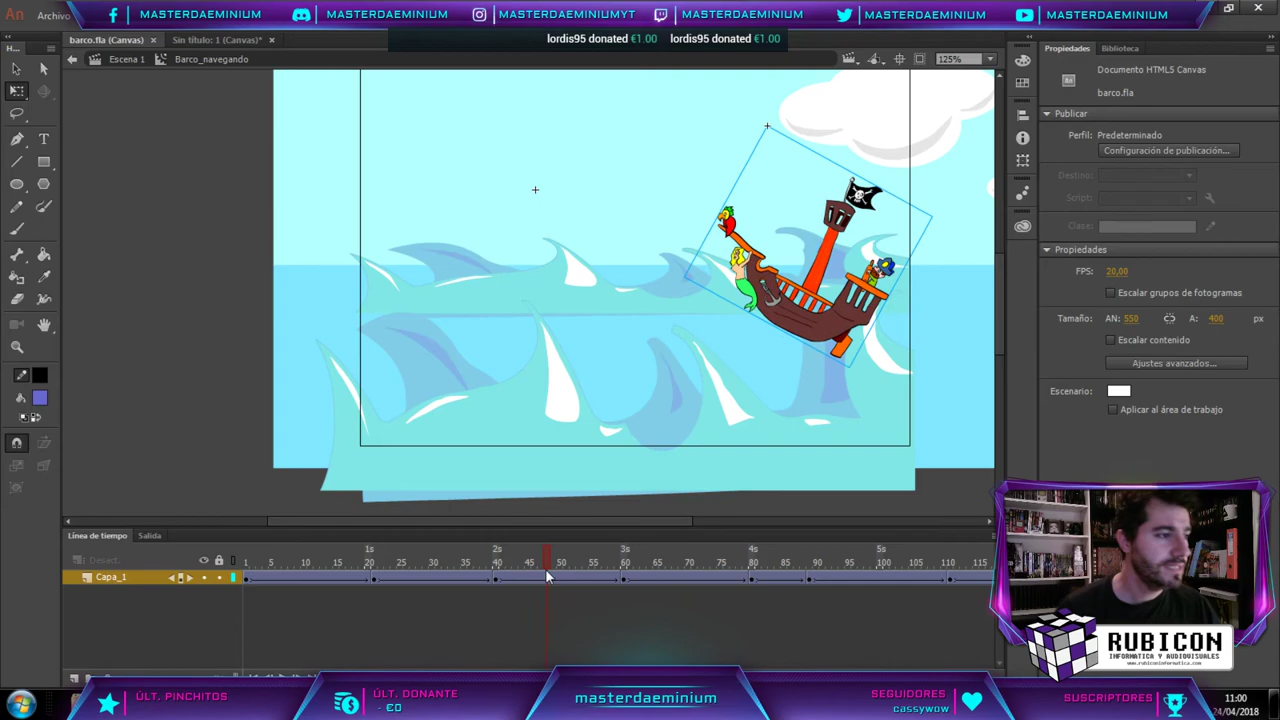 An Archivo
MASTERDAEMINIUM MASTERDAEMINIUM MASTERDAEMINIUMYT MASTERDAEMINIUM MASTERDAEMINIUM MASTERDAEMINIUM
lordis95 donated €1.00 lordis95 donated €1.00
barco.fla (Canvas) × Sin título: 1 (Canvas)* ×
Escena 1 Barco_navegando 125%
H...
T
Propiedades Biblioteca
Documento HTML5 Canvas
barco.fla
Publicar
Perfil: Predeterminado
Configuración de publicación...
Destino:
Script:
Clase:
Propiedades
FPS: 20,00
Escalar grupos de fotogramas
Tamaño: AN: 550 A: 400 px
Escalar contenido
Ajustes avanzados...
Escenario:
Aplicar al área de trabajo
Línea de tiempo Salida
Desact...
1s 2s 3s 4s 5s
1 5 10 15 20 25 30 35 40 45 50 55 60 65 70 75 80 85 90 95 100 105 110 115
Capa_1
RUBICON
INFORMATICA Y AUDIOVISUALES
www.rubiconinformatica.com
ÚLT. PINCHITOS
ÚLT. DONANTE
- €0
masterdaeminium
SEGUIDORES
cassywow
SUSCRIPTORES
11:00
24/04/2018